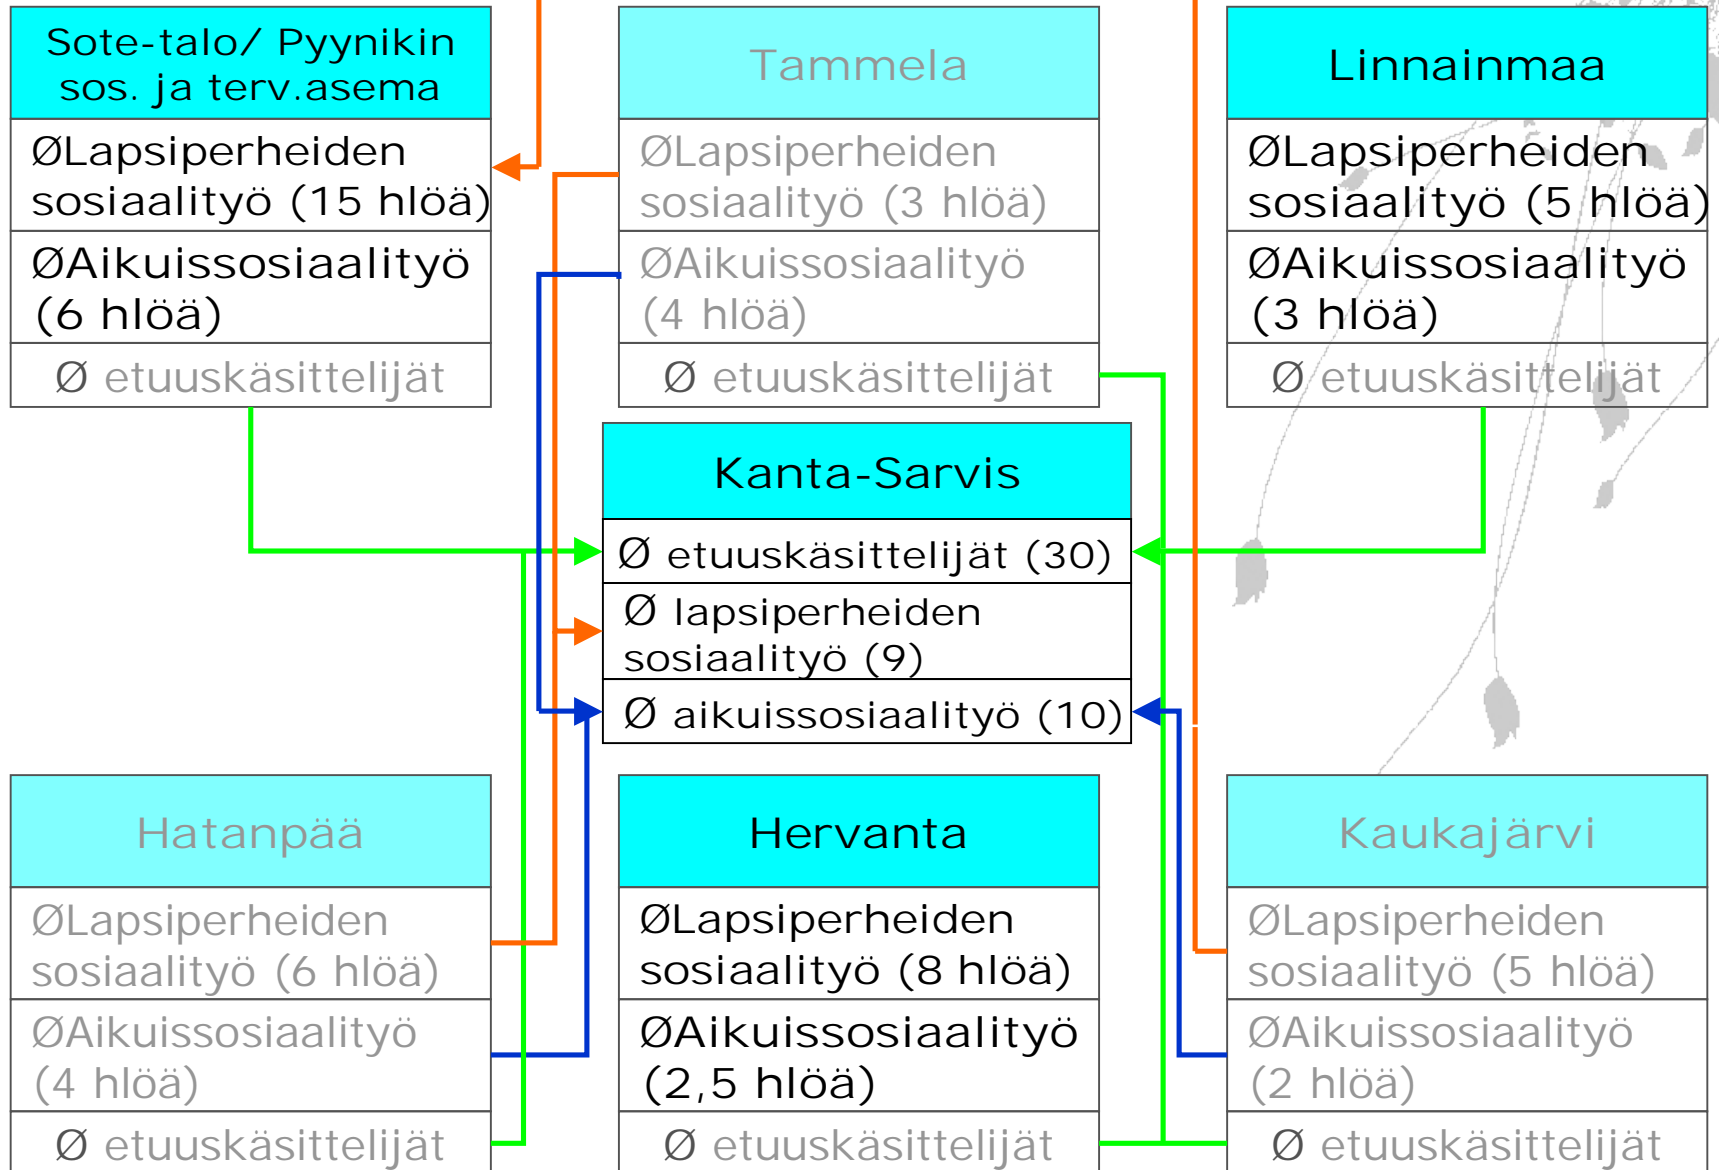 Sote-talo/ Pyynikin
sos. ja terv.asema
ØLapsiperheiden
sosiaalityö (15 hlöä)
ØAikuissosiaalityö
(6 hlöä)
Ø etuuskäsittelijät
Tammela
ØLapsiperheiden
sosiaalityö (3 hlöä)
ØAikuissosiaalityö
(4 hlöä)
Ø etuuskäsittelijät
Linnainmaa
ØLapsiperheiden
sosiaalityö (5 hlöä)
ØAikuissosiaalityö
(3 hlöä)
Ø etuuskäsittelijät
Kanta-Sarvis
Ø etuuskäsittelijät (30)
Ø lapsiperheiden
sosiaalityö (9)
Ø aikuissosiaalityö (10)
Hatanpää
ØLapsiperheiden
sosiaalityö (6 hlöä)
ØAikuissosiaalityö
(4 hlöä)
Ø etuuskäsittelijät
Hervanta
ØLapsiperheiden
sosiaalityö (8 hlöä)
ØAikuissosiaalityö
(2,5 hlöä)
Ø etuuskäsittelijät
Kaukajärvi
ØLapsiperheiden
sosiaalityö (5 hlöä)
ØAikuissosiaalityö
(2 hlöä)
Ø etuuskäsittelijät